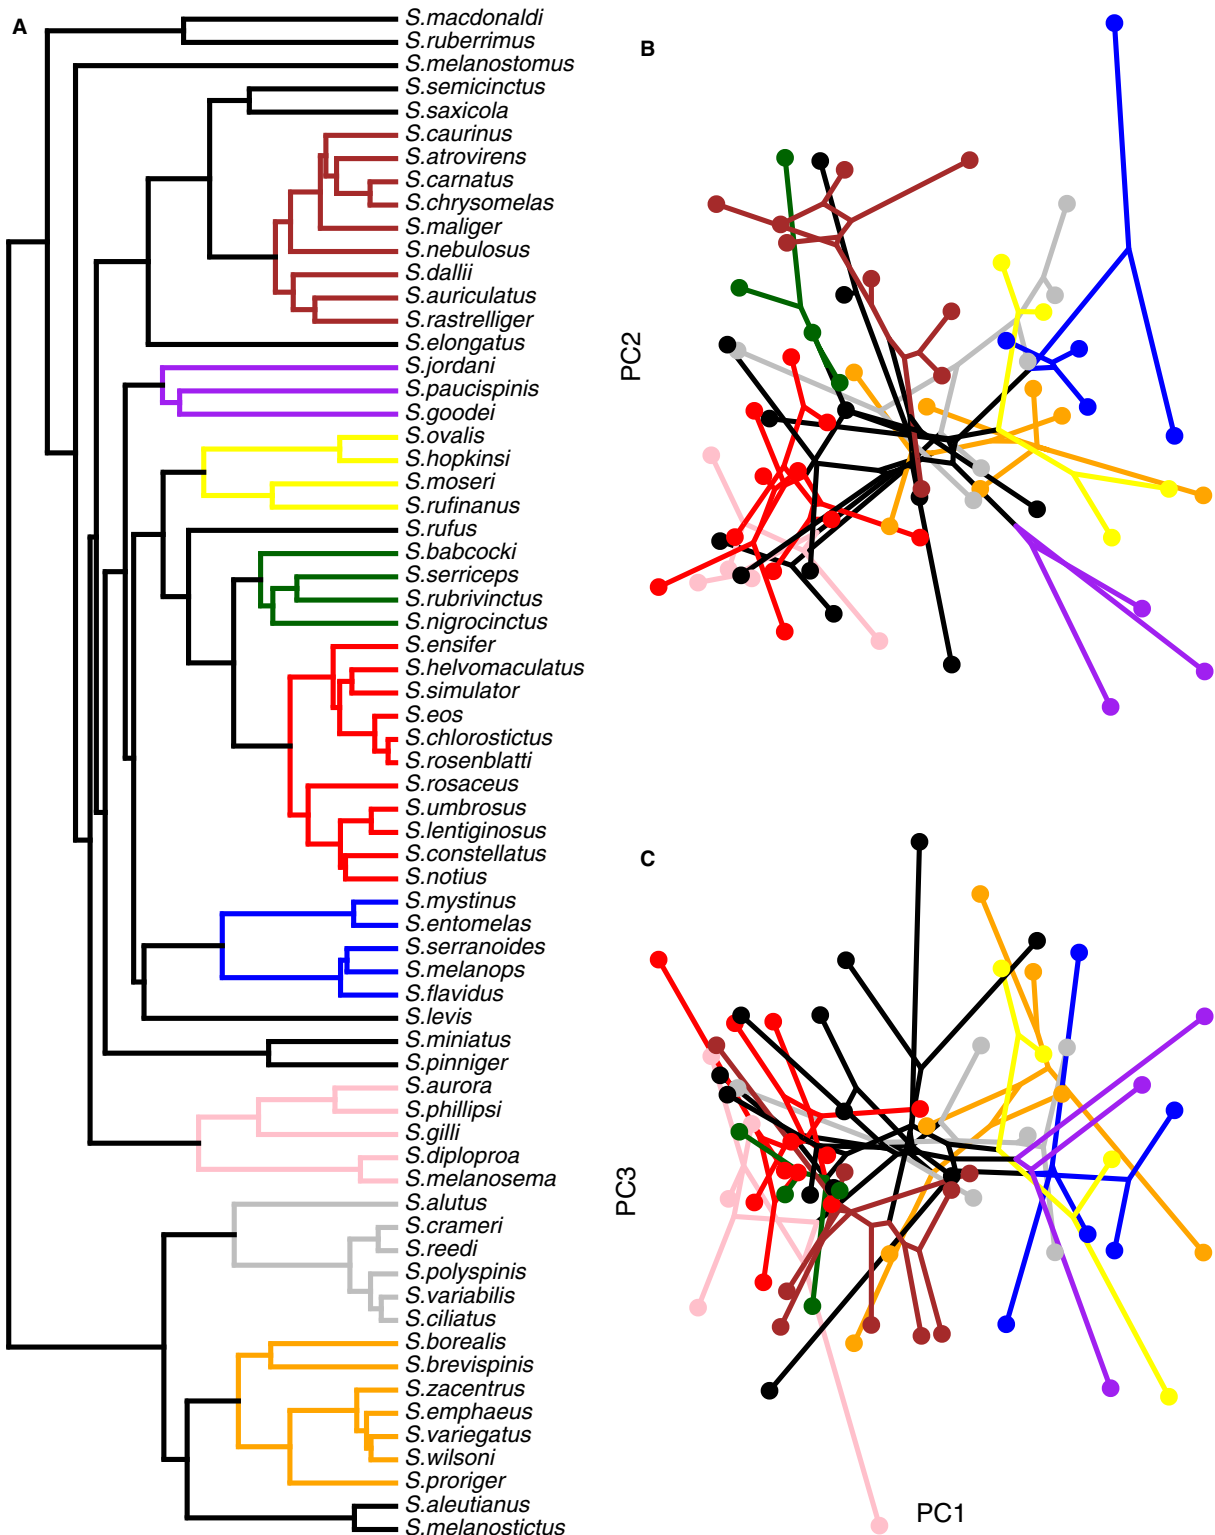 A
S.macdonaldi
S.ruberrimus
S.melanostomus
S.semicinctus
S.saxicola
S.caurinus
S.atrovirens
S.carnatus
S.chrysomelas
S.maliger
S.nebulosus
S.dallii
S.auriculatus
S.rastrelliger
S.elongatus
S.jordani
S.paucispinis
S.goodei
S.ovalis
S.hopkinsi
S.moseri
S.rufinanus
S.rufus
S.babcocki
S.serriceps
S.rubrivinctus
S.nigrocinctus
S.ensifer
S.helvomaculatus
S.simulator
S.eos
S.chlorostictus
S.rosenblatti
S.rosaceus
S.umbrosus
S.lentiginosus
S.constellatus
S.notius
S.mystinus
S.entomelas
S.serranoides
S.melanops
S.flavidus
S.levis
S.miniatus
S.pinniger
S.aurora
S.phillipsi
S.gilli
S.diploproa
S.melanosema
S.alutus
S.crameri
S.reedi
S.polyspinis
S.variabilis
S.ciliatus
S.borealis
S.brevispinis
S.zacentrus
S.emphaeus
S.variegatus
S.wilsoni
S.proriger
S.aleutianus
S.melanostictus
B
PC2
C
PC3
PC1